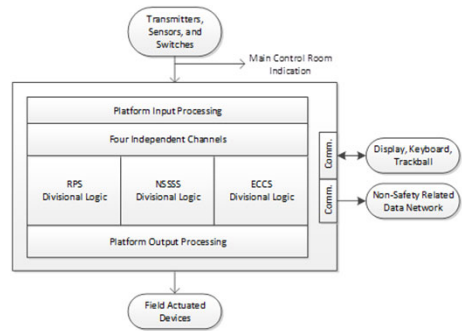 Transmitters,
Sensors, and
Switches
Main Control Room
Indication
Platform Input Processing
Four Independent Channels
RPS
Divisional Logic
NSSSS
Divisional Logic
ECCS
Divisional Logic
Platform Output Processing
Comm.
Comm.
Display, Keyboard,
Trackball
Non-Safety Related
Data Network
Field Actuated
Devices